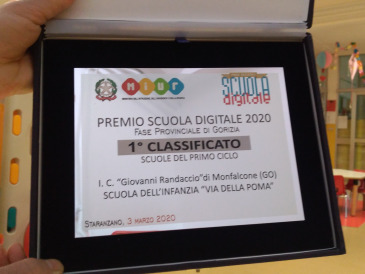 MIUR
SCUOLA
digitale
PREMIO SCUOLA DIGITALE 2020
FASE PROVINCIALE DI GORIZIA
1° CLASSIFICATO
SCUOLE DEL PRIMO CICLO
I. C. "Giovanni Randaccio"di Monfalcone (GO)
SCUOLA DELL'INFANZIA "VIA DELLA POMA"
STARANZANO, 3 MARZO 2020